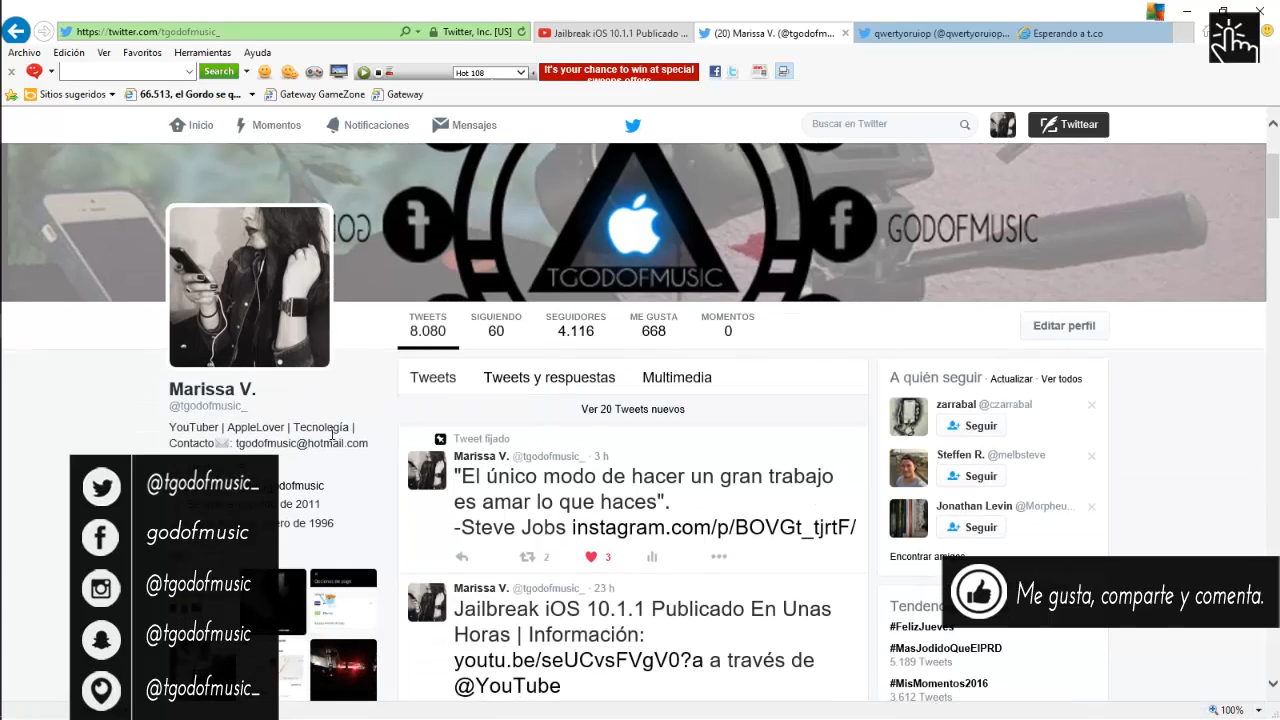 https://twitter.com/tgodofmusic_
Twitter, Inc. [US]
Jailbreak iOS 10.1.1 Publicado ...
(20) Marissa V. (@tgodofm...
qwertyoruiop (@qwertyoruiop...
Esperando a t.co
Archivo Edición Ver Favoritos Herramientas Ayuda
Search
Hot 108
It's your chance to win at special
Sitios sugeridos
66.513, el Gordo se q...
Gateway GameZone
Gateway
Inicio
Momentos
Notificaciones
Mensajes
Buscar en Twitter
Twittear
TGODOFMUSIC
GODOFMUSIC
TWEETS SIGUIENDO SEGUIDORES ME GUSTA MOMENTOS
8.080 60 4.116 668 0
Editar perfil
Marissa V.
@tgodofmusic_
YouTuber | AppleLover | Tecnología |
Contacto : tgodofmusic@hotmail.com
de 2011
ero de 1996
@tgodofmusic_
godofmusic
@tgodofmusic
@tgodofmusic
@tgodofmusic_
Tweets Tweets y respuestas Multimedia
Ver 20 Tweets nuevos
Tweet fijado
Marissa V. @tgodofmusic_ · 3 h
"El único modo de hacer un gran trabajo
es amar lo que haces".
-Steve Jobs instagram.com/p/BOVGt_tjrtF/
2 3
Marissa V. @tgodofmusic_ · 23 h
Jailbreak iOS 10.1.1 Publicado En Unas
Horas | Información:
youtu.be/seUCvsFVgV0?a a través de
@YouTube
A quién seguir · Actualizar · Ver todos
zarrabal @czarrabal
Seguir
Steffen R. @melbsteve
Seguir
Jonathan Levin @Morpheu...
Seguir
Encontrar amigos
Me gusta, comparte y comenta.
Tendenc
#FelizJueves
#MasJodidoQueElPRD
5.189 Tweets
#MisMomentos2016
3.612 Tweets
100%